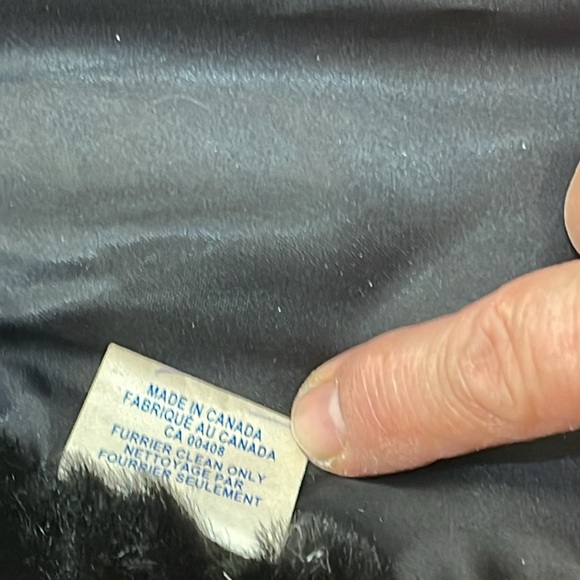 MADE IN CANADA
FABRIQUÉ AU CANADA
CA 00408
FURRIER CLEAN ONLY
NETTOYAGE PAR
FOURRIER SEULEMENT